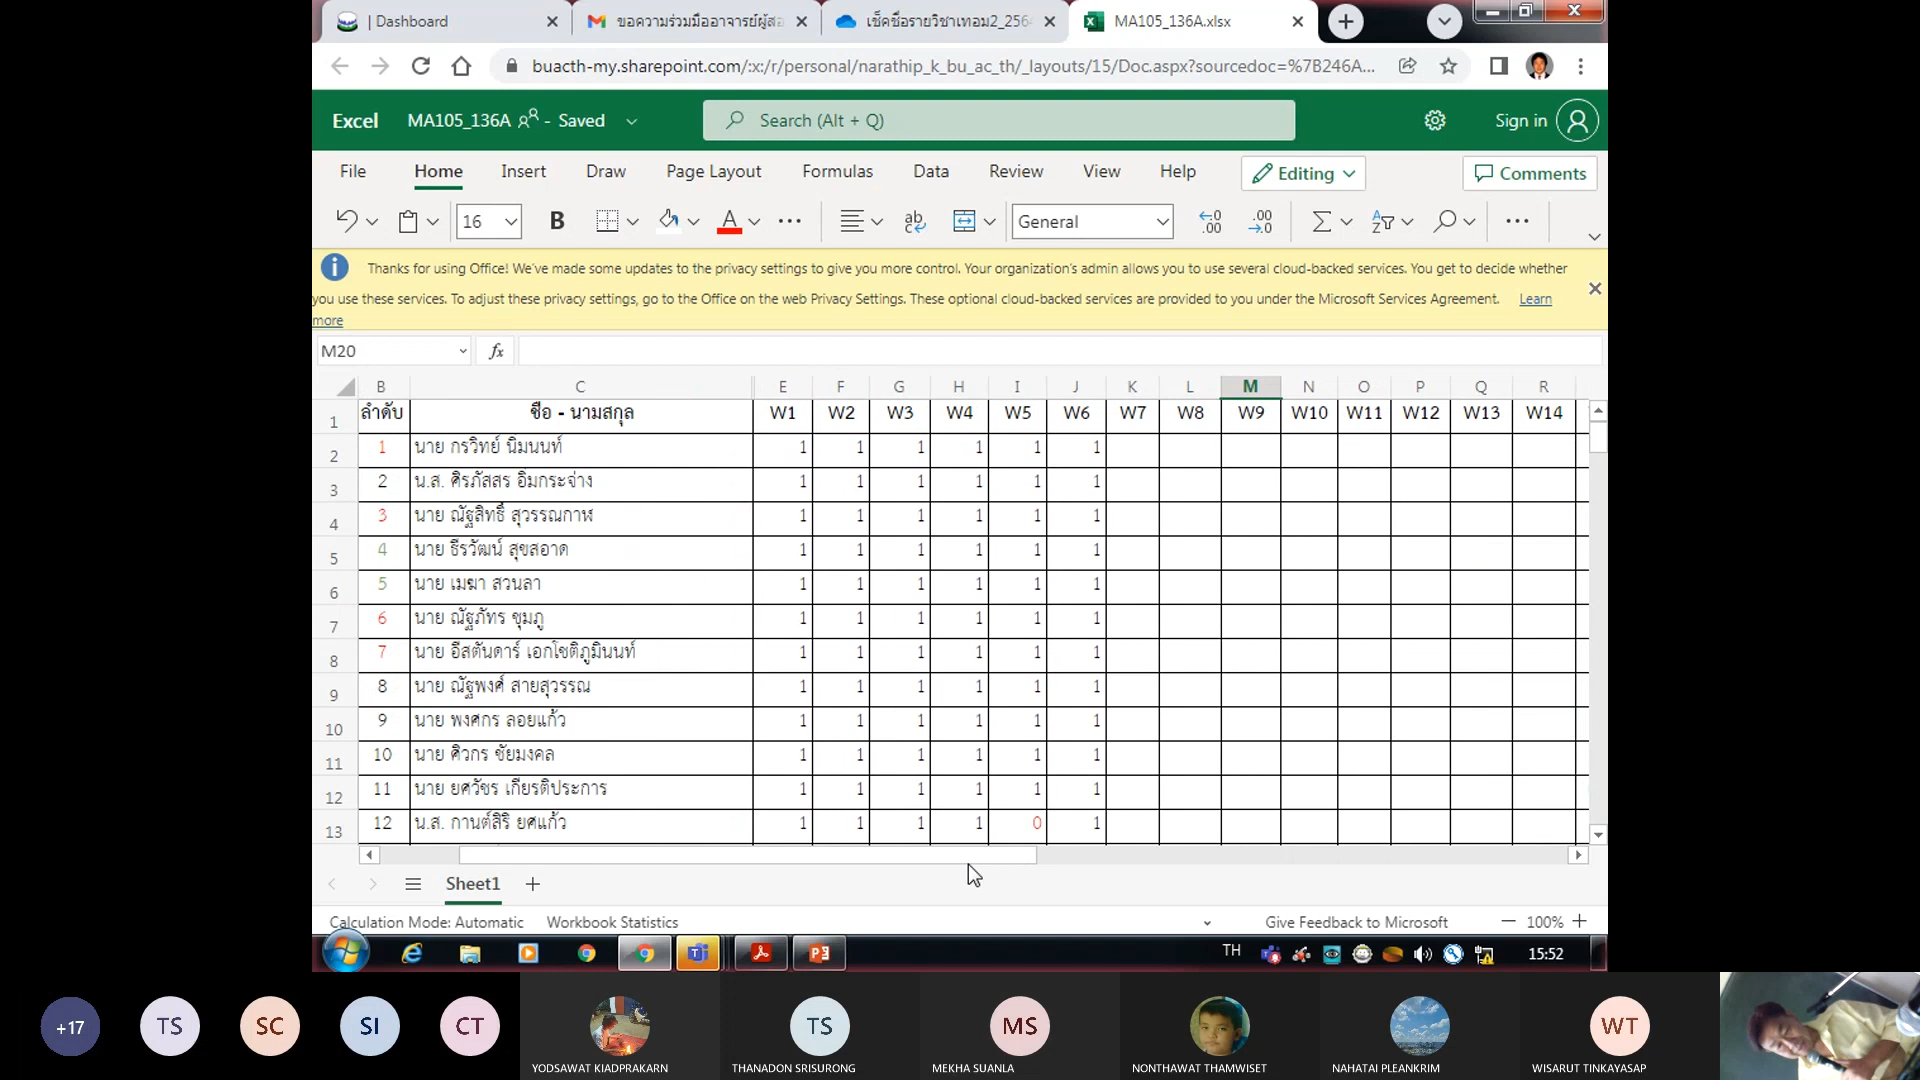 | Dashboard
ขอความร่วมมืออาจารย์ผู้สอ
เช็คชื่อรายวิชาเทอม2_256
MA105_136A.xlsx
buacth-my.sharepoint.com/:x:/r/personal/narathip_k_bu_ac_th/_layouts/15/Doc.aspx?sourcedoc=%7B246A...
Excel MA105_136A - Saved
Search (Alt + Q)
Sign in
File Home Insert Draw Page Layout Formulas Data Review View Help Editing Comments
16 B A General
Thanks for using Office! We've made some updates to the privacy settings to give you more control. Your organization's admin allows you to use several cloud-backed services. You get to decide whether
you use these services. To adjust these privacy settings, go to the Office on the web Privacy Settings. These optional cloud-backed services are provided to you under the Microsoft Services Agreement. Learn
more
M20 fx
B C E F G H I J K L M N O P Q R
1 ลำดับ ชื่อ - นามสกุล W1 W2 W3 W4 W5 W6 W7 W8 W9 W10 W11 W12 W13 W14
2 1 นาย กรวิทย์ นิมนนท์ 1 1 1 1 1 1
3 2 น.ส. ศิรภัสสร อิมกระจ่าง 1 1 1 1 1 1
4 3 นาย ณัฐสิทธิ์ สุวรรณกาฬ 1 1 1 1 1 1
5 4 นาย ธีรวัฒน์ สุขสอาด 1 1 1 1 1 1
6 5 นาย เมฆา สวนลา 1 1 1 1 1 1
7 6 นาย ณัฐภัทร ชุมภู 1 1 1 1 1 1
8 7 นาย อีสตันดาร์ เอกโชติภูมินนท์ 1 1 1 1 1 1
9 8 นาย ณัฐพงศ์ สายสุวรรณ 1 1 1 1 1 1
10 9 นาย พงศกร ลอยแก้ว 1 1 1 1 1 1
11 10 นาย ศิวกร ชัยมงคล 1 1 1 1 1 1
12 11 นาย ยศวัชร เกียรติประการ 1 1 1 1 1 1
13 12 น.ส. กานต์สิริ ยศแก้ว 1 1 1 1 0 1
Sheet1
Calculation Mode: Automatic Workbook Statistics Give Feedback to Microsoft 100%
TH 15:52
+17 TS SC SI CT TS MS WT
YODSAWAT KIADPRAKARN THANADON SRISURONG MEKHA SUANLA NONTHAWAT THAMWISET NAHATAI PLEANKRIM WISARUT TINKAYASAP